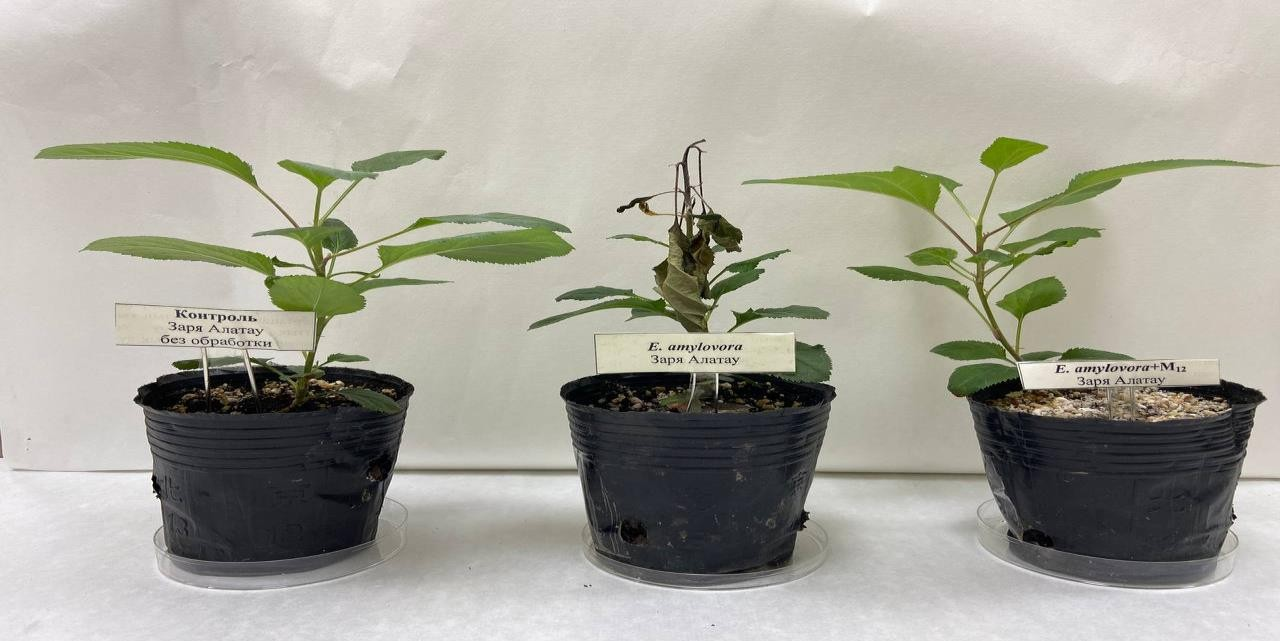 Контроль
Заря Алатау
без обработки
E. amylovora
Заря Алатау
E. amylovora+M₁₂
Заря Алатау